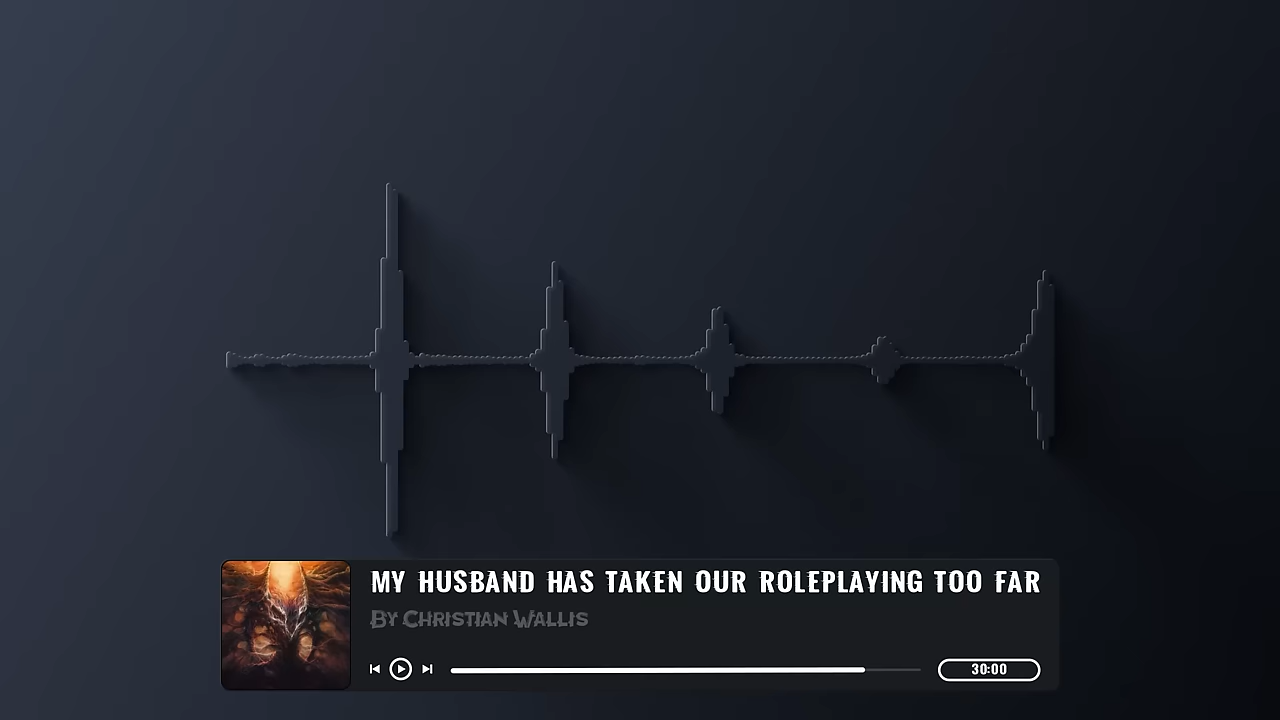 MY HUSBAND HAS TAKEN OUR ROLEPLAYING TOO FAR
BY CHRISTIAN WALLIS
30:00